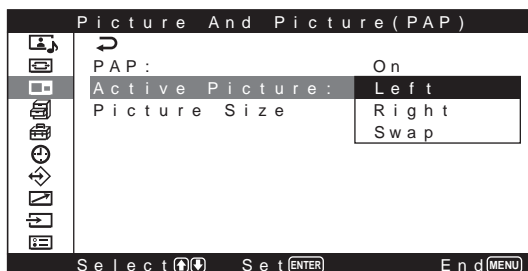 Picture And Picture(PAP)
PAP: On
Active Picture: Left
Picture Size Right
Swap
Select Set ENTER End MENU